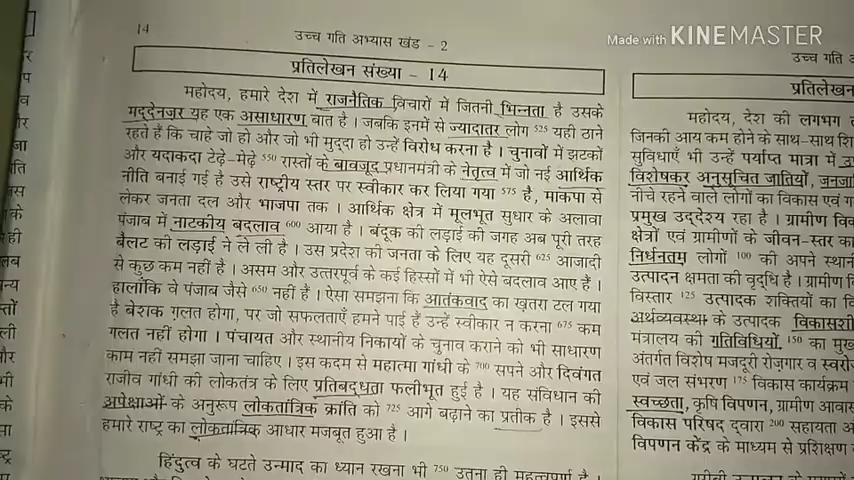 14
उच्च गति अभ्यास खंड - 2
Made with KINEMASTER
प्रतिलेखन संख्या - 14
महोदय, हमारे देश में राजनैतिक विचारों में जितनी भिन्नता है उसके
मद्देनज़र यह एक असाधारण बात है । जबकि इनमें से ज्यादातर लोग 525 यही ठाने
रहते हैं कि चाहे जो हो और जो भी मुद्दा हो उन्हें विरोध करना है । चुनावों में झटकों
और यदाकदा टेढ़े-मेढ़े 550 रास्तों के बावजूद प्रधानमंत्री के नेतृत्व में जो नई आर्थिक
नीति बनाई गई है उसे राष्ट्रीय स्तर पर स्वीकार कर लिया गया 575 है, माकपा से
लेकर जनता दल और भाजपा तक । आर्थिक क्षेत्र में मूलभूत सुधार के अलावा
पंजाब में नाटकीय बदलाव 600 आया है । बंदूक की लड़ाई की जगह अब पूरी तरह
बैलट की लड़ाई ने ले ली है । उस प्रदेश की जनता के लिए यह दूसरी 625 आजादी
से कुछ कम नहीं है । असम और उत्तरपूर्व के कई हिस्सों में भी ऐसे बदलाव आए हैं ।
हालांकि वे पंजाब जैसे 650 नहीं हैं । ऐसा समझना कि आतंकवाद का ख़तरा टल गया
है बेशक ग़लत होगा, पर जो सफलताएँ हमने पाई हैं उन्हें स्वीकार न करना 675 कम
गलत नहीं होगा । पंचायत और स्थानीय निकायों के चुनाव कराने को भी साधारण
काम नहीं समझा जाना चाहिए । इस कदम से महात्मा गांधी के 700 सपने और दिवंगत
राजीव गांधी की लोकतंत्र के लिए प्रतिबद्धता फलीभूत हुई है । यह संविधान की
अपेक्षाओं के अनुरूप लोकतांत्रिक क्रांति को 725 आगे बढ़ाने का प्रतीक है । इससे
हमारे राष्ट्र का लोकतांत्रिक आधार मजबूत हुआ है ।
हिंदुत्व के घटते उन्माद का ध्यान रखना भी 750 उतना ही महत्वपूर्ण है ।
उच्च गति
प्रतिलेखन
महोदय, देश की लगभग
जिनकी आय कम होने के साथ-साथ
सुविधाएँ भी उन्हें पर्याप्त मात्रा में
विशेषकर अनुसूचित जातियों,
नीचे रहने वाले लोगों का विकास एवं
प्रमुख उद्देश्य रहा है । ग्रामीण
क्षेत्रों एवं ग्रामीणों के जीवन-स्तर
निर्धनतम लोगों 100 को अपने
उत्पादन क्षमता की वृद्धि है । ग्रामीण
विस्तार 125 उत्पादक शक्तियों का
अर्थव्यवस्था के उत्पादक
मंत्रालय की गतिविधियों 150 का
अंतर्गत विशेष मजदूरी रोज़गार व
एवं जल संभरण 175 विकास कार्यक्रम
स्वच्छता, कृषि विपणन, ग्रामीण
विकास परिषद द्वारा 200 सहायता
विपणन केंद्र के माध्यम से प्रशिक्षण